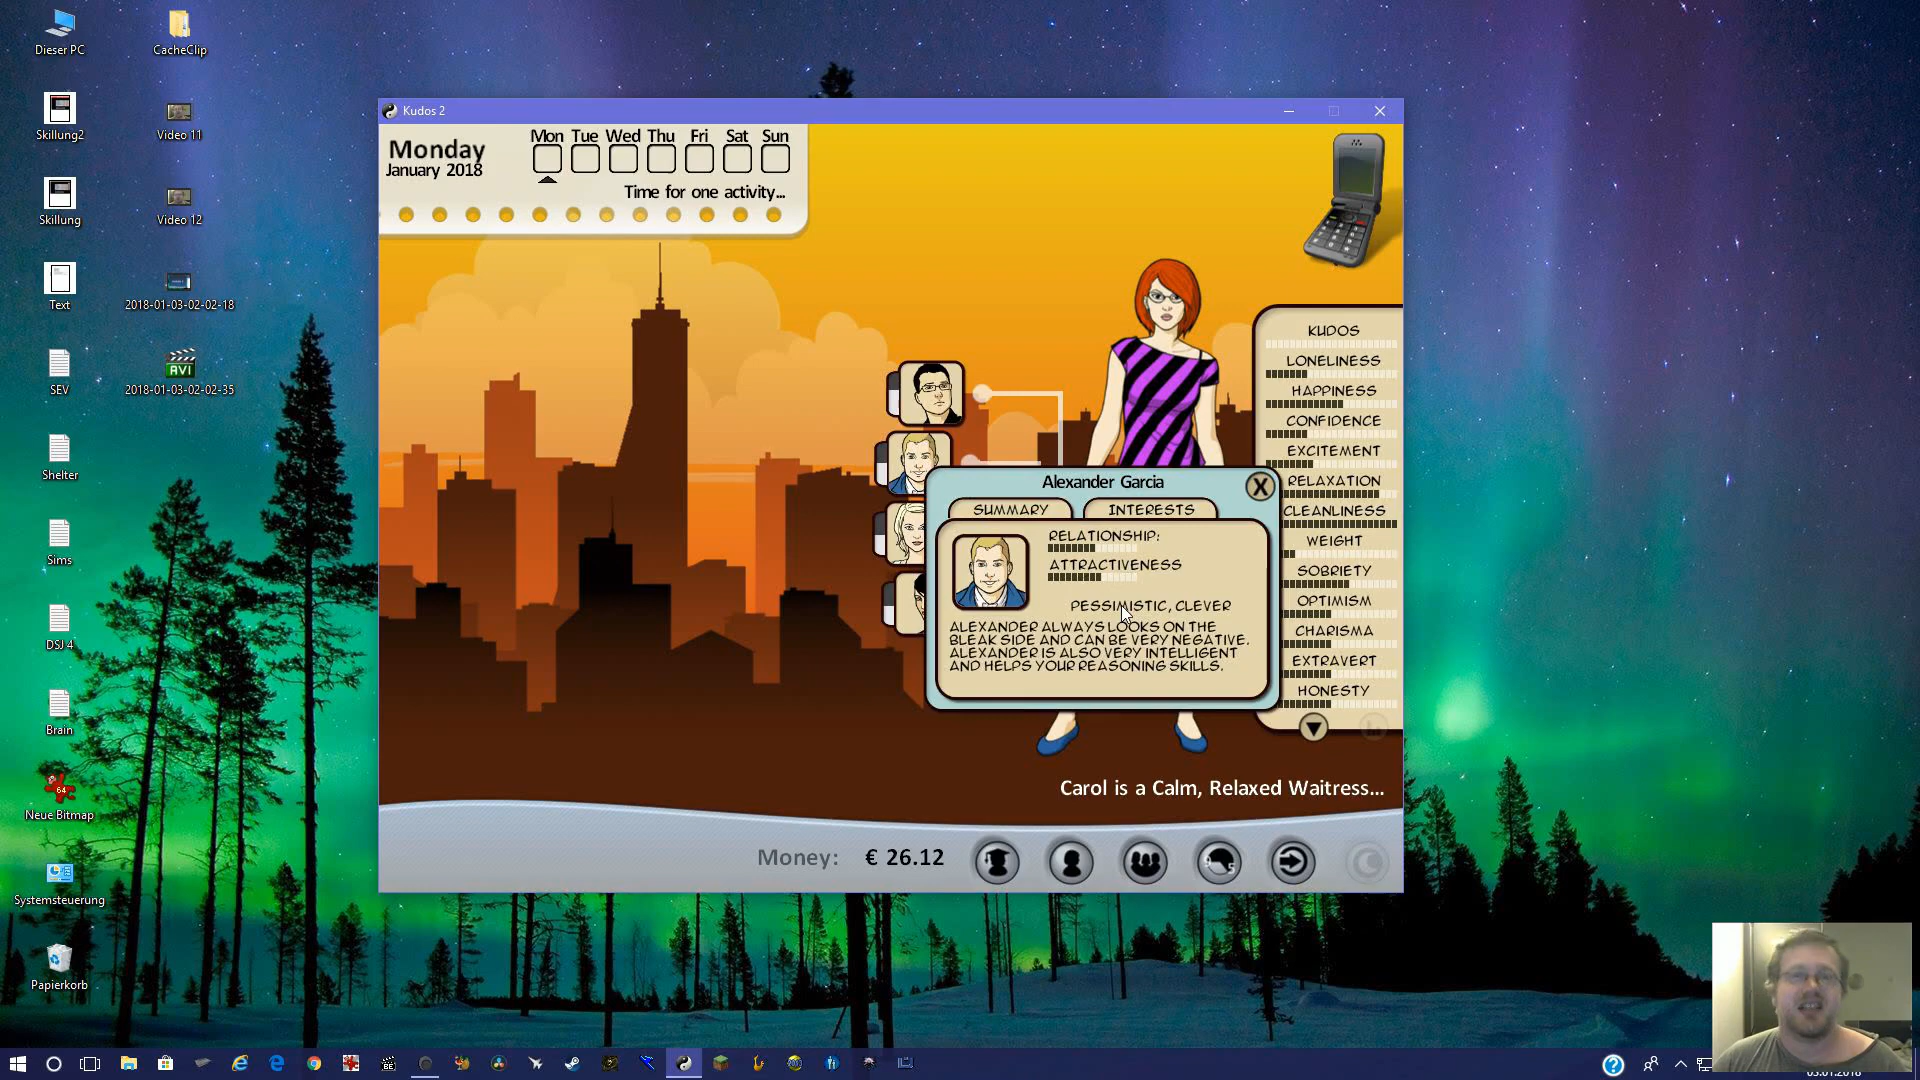 Dieser PC
CacheClip
Skillung2
Video 11
Skillung
Video 12
Text
2018-01-03-02-02-18
SEV
AVI
2018-01-03-02-02-35
Shelter
Sims
DSJ 4
Brain
64
Neue Bitmap
Systemsteuerung
Papierkorb
Kudos 2
Monday
January 2018
Mon Tue Wed Thu Fri Sat Sun
Time for one activity...
KUDOS
LONELINESS
HAPPINESS
CONFIDENCE
EXCITEMENT
RELAXATION
CLEANLINESS
WEIGHT
SOBRIETY
OPTIMISM
CHARISMA
EXTRAVERT
HONESTY
Alexander Garcia
X
SUMMARY
INTERESTS
RELATIONSHIP:
ATTRACTIVENESS
PESSIMISTIC, CLEVER
ALEXANDER ALWAYS LOOKS ON THE
BLEAK SIDE AND CAN BE VERY NEGATIVE.
ALEXANDER IS ALSO VERY INTELLIGENT
AND HELPS YOUR REASONING SKILLS.
Carol is a Calm, Relaxed Waitress...
Money: € 26.12
03.01.2018